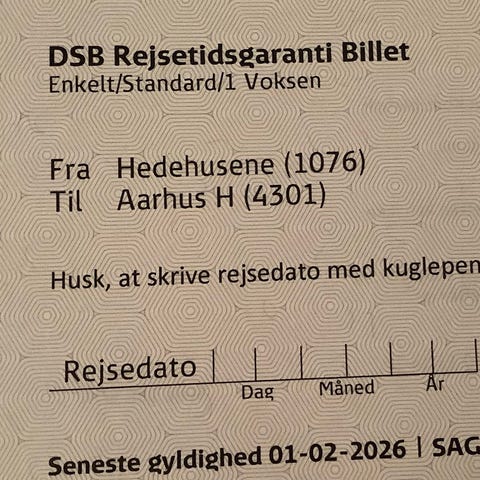 DSB Rejsetidsgaranti Billet
Enkelt/Standard/1 Voksen
Fra Hedehusene (1076)
Til Aarhus H (4301)
Husk, at skrive rejsedato med kuglepen
Rejsedato
Dag Måned År
Seneste gyldighed 01-02-2026 | SAG